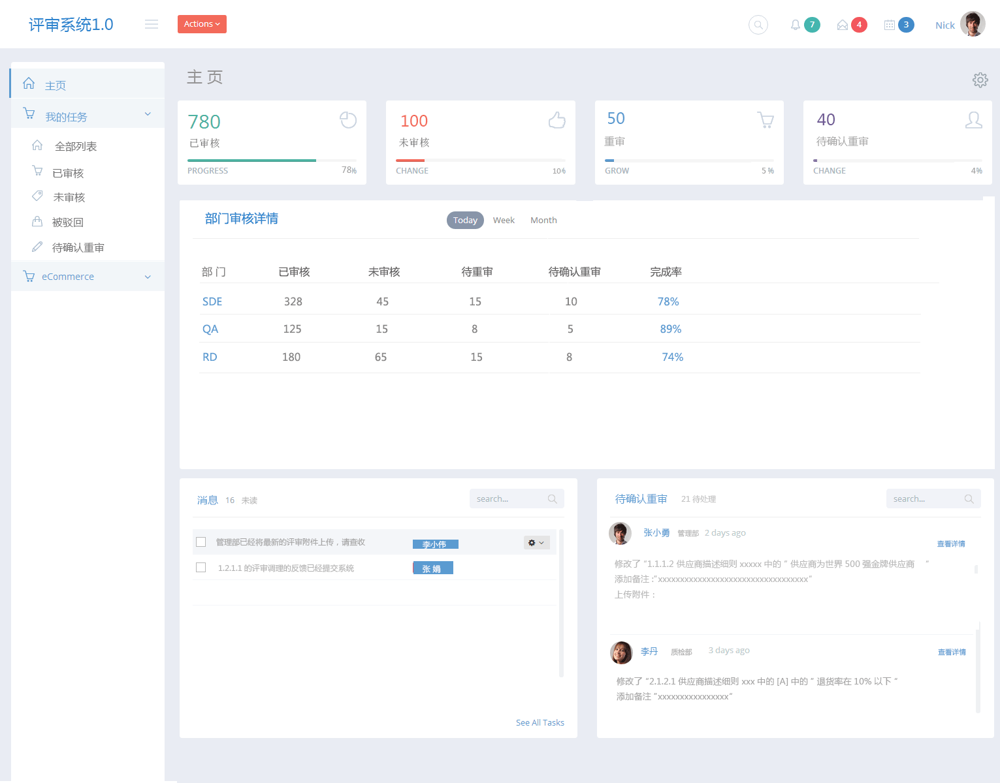 评审系统1.0
Actions
7
4
3
Nick
主页
我的任务
全部列表
已审核
未审核
被驳回
待确认重审
eCommerce
主 页
780
已审核
PROGRESS 78%
100
未审核
CHANGE 10%
50
重审
GROW 5%
40
待确认重审
CHANGE 4%
部门审核详情 Today Week Month
部 门 已审核 未审核 待重审 待确认重审 完成率
SDE 328 45 15 10 78%
QA 125 15 8 5 89%
RD 180 65 15 8 74%
消息 16 未读 search...
管理部已经将最新的评审附件上传，请查收 李小伟
1.2.1.1 的评审调理的反馈已经提交系统 张 娟
See All Tasks
待确认重审 21 待处理 search...
张小勇 管理部 2 days ago
查看详情
修改了 “1.1.1.2 供应商描述细则 xxxxx 中的 ” 供应商为世界 500 强金牌供应商 “
添加备注 :”xxxxxxxxxxxxxxxxxxxxxxxxxxxxxxxxxx“
上传附件：
李丹 质检部 3 days ago 查看详情
修改了 “2.1.2.1 供应商描述细则 xxx 中的 [A] 中的 ” 退货率在 10% 以下 “
添加备注 ”xxxxxxxxxxxxxxxx“